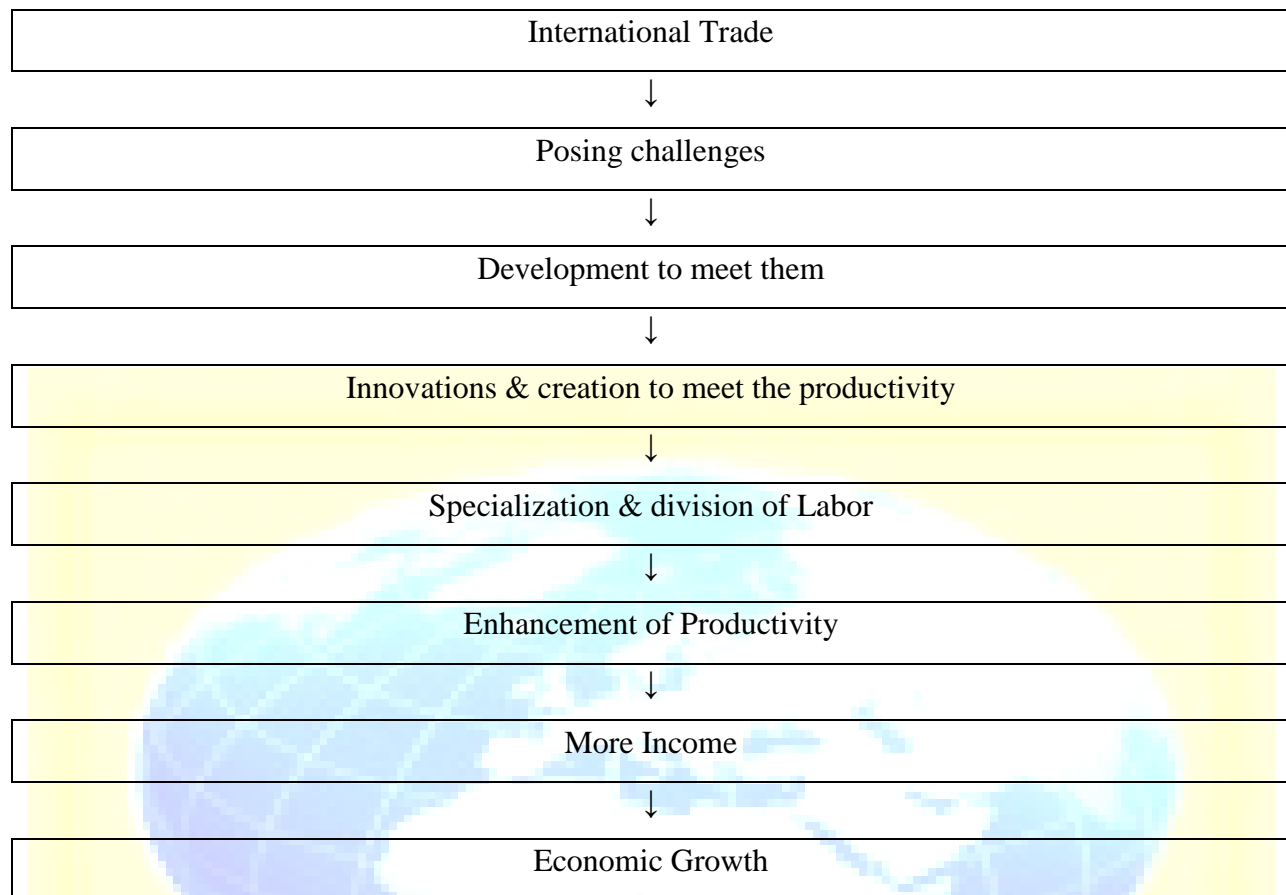 International Trade
↓
Posing challenges
↓
Development to meet them
↓
Innovations & creation to meet the productivity
↓
Specialization & division of Labor
↓
Enhancement of Productivity
↓
More Income
↓
Economic Growth